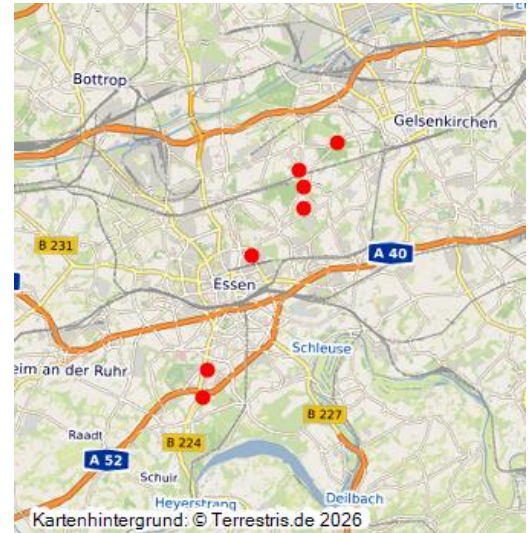 Bottrop
Gelsenkirchen
B 231
A 40
Essen
Schleuse
eim an der Ruhr
B 227
Raadt
B 224
A 52
Schuir
Heyerstrang
Deilbach
Kartenhintergrund: © Terrestris.de 2026